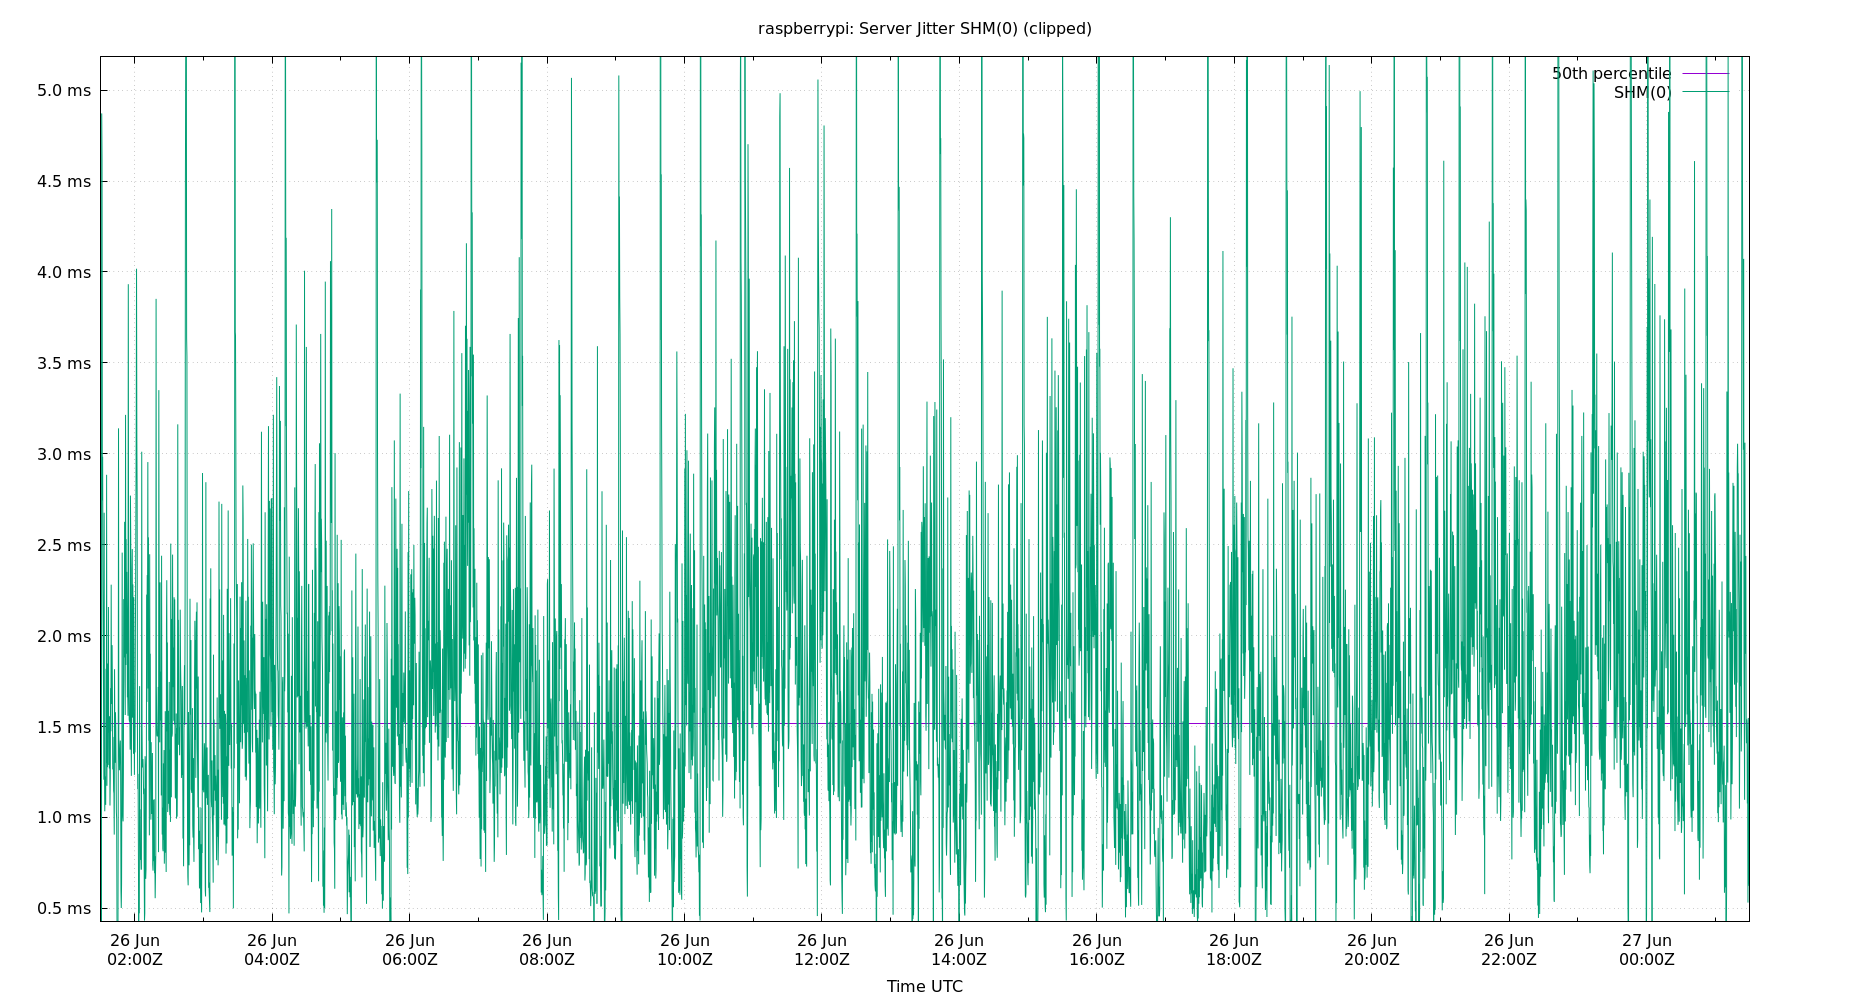 raspberrypi: Server Jitter SHM(0) (clipped)
50th percentile
SHM(0)
5.0 ms
4.5 ms
4.0 ms
3.5 ms
3.0 ms
2.5 ms
2.0 ms
1.5 ms
1.0 ms
0.5 ms
26 Jun 26 Jun 26 Jun 26 Jun 26 Jun 26 Jun 26 Jun 26 Jun 26 Jun 26 Jun 26 Jun 27 Jun
02:00Z 04:00Z 06:00Z 08:00Z 10:00Z 12:00Z 14:00Z 16:00Z 18:00Z 20:00Z 22:00Z 00:00Z
Time UTC